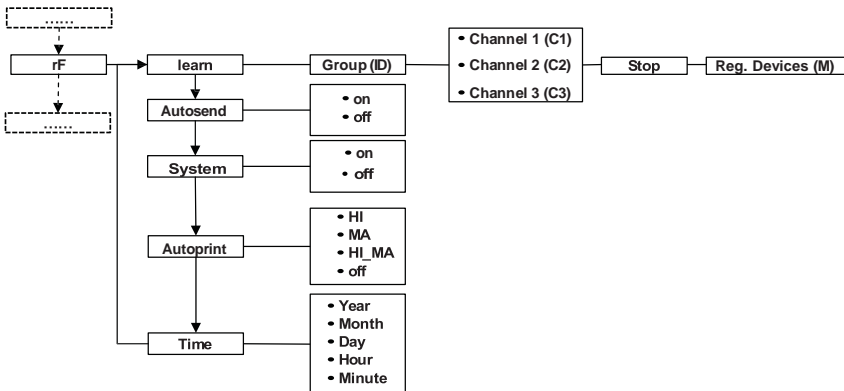 ......
rF
......
learn
Group (ID)
• Channel 1 (C1)
• Channel 2 (C2)
• Channel 3 (C3)
Stop
Reg. Devices (M)
Autosend
• on
• off
System
• on
• off
Autoprint
• HI
• MA
• HI_MA
• off
Time
• Year
• Month
• Day
• Hour
• Minute